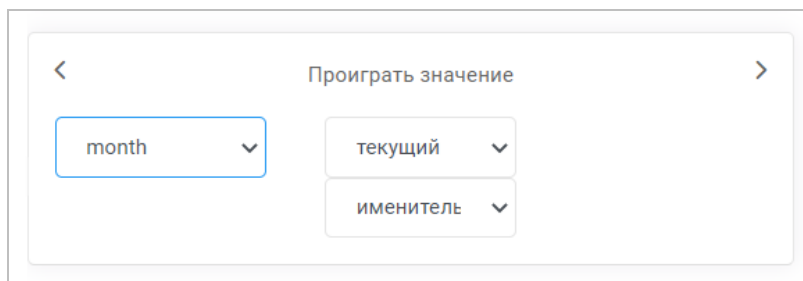 Проиграть значение
month
текущий
именитель